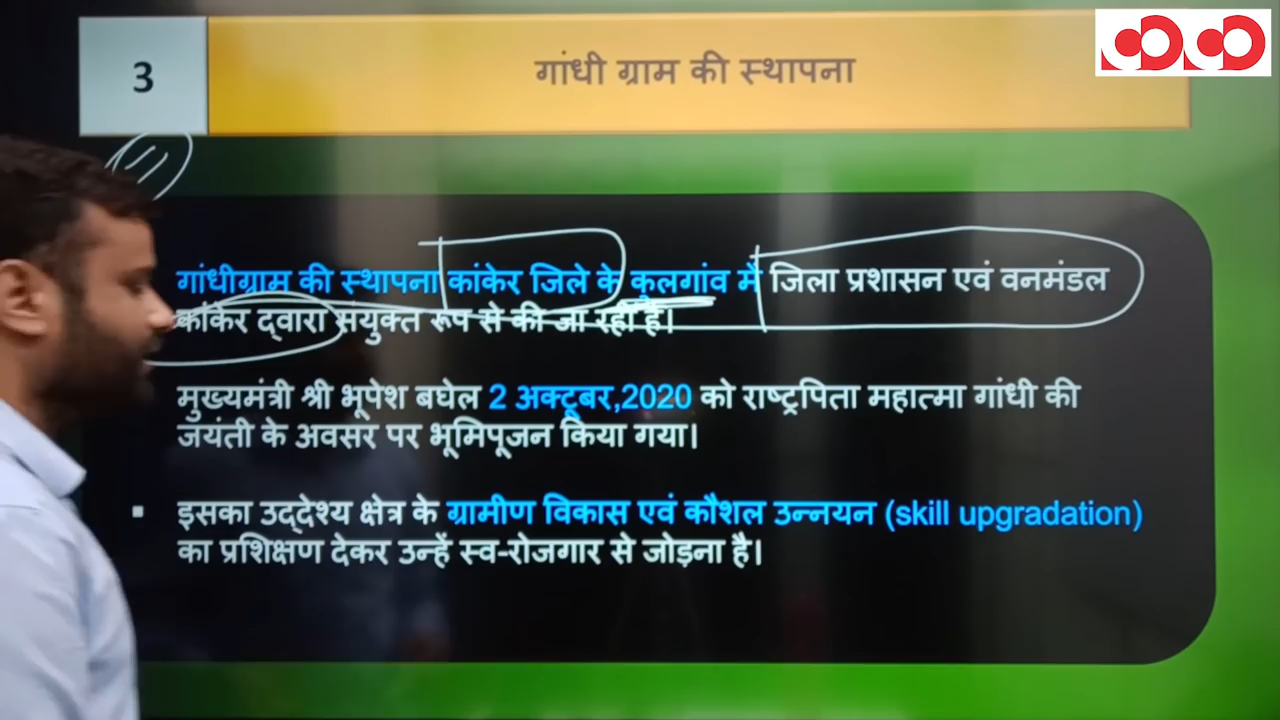 3
गांधी ग्राम की स्थापना
गांधीग्राम की स्थापना कांकेर जिले के कुलगांव में जिला प्रशासन एवं वनमंडल
कांकेर द्वारा संयुक्त रूप से की जा रही है।
मुख्यमंत्री श्री भूपेश बघेल 2 अक्टूबर,2020 को राष्ट्रपिता महात्मा गांधी की
जयंती के अवसर पर भूमिपूजन किया गया।
▪ इसका उद्देश्य क्षेत्र के ग्रामीण विकास एवं कौशल उन्नयन (skill upgradation)
का प्रशिक्षण देकर उन्हें स्व-रोजगार से जोड़ना है।